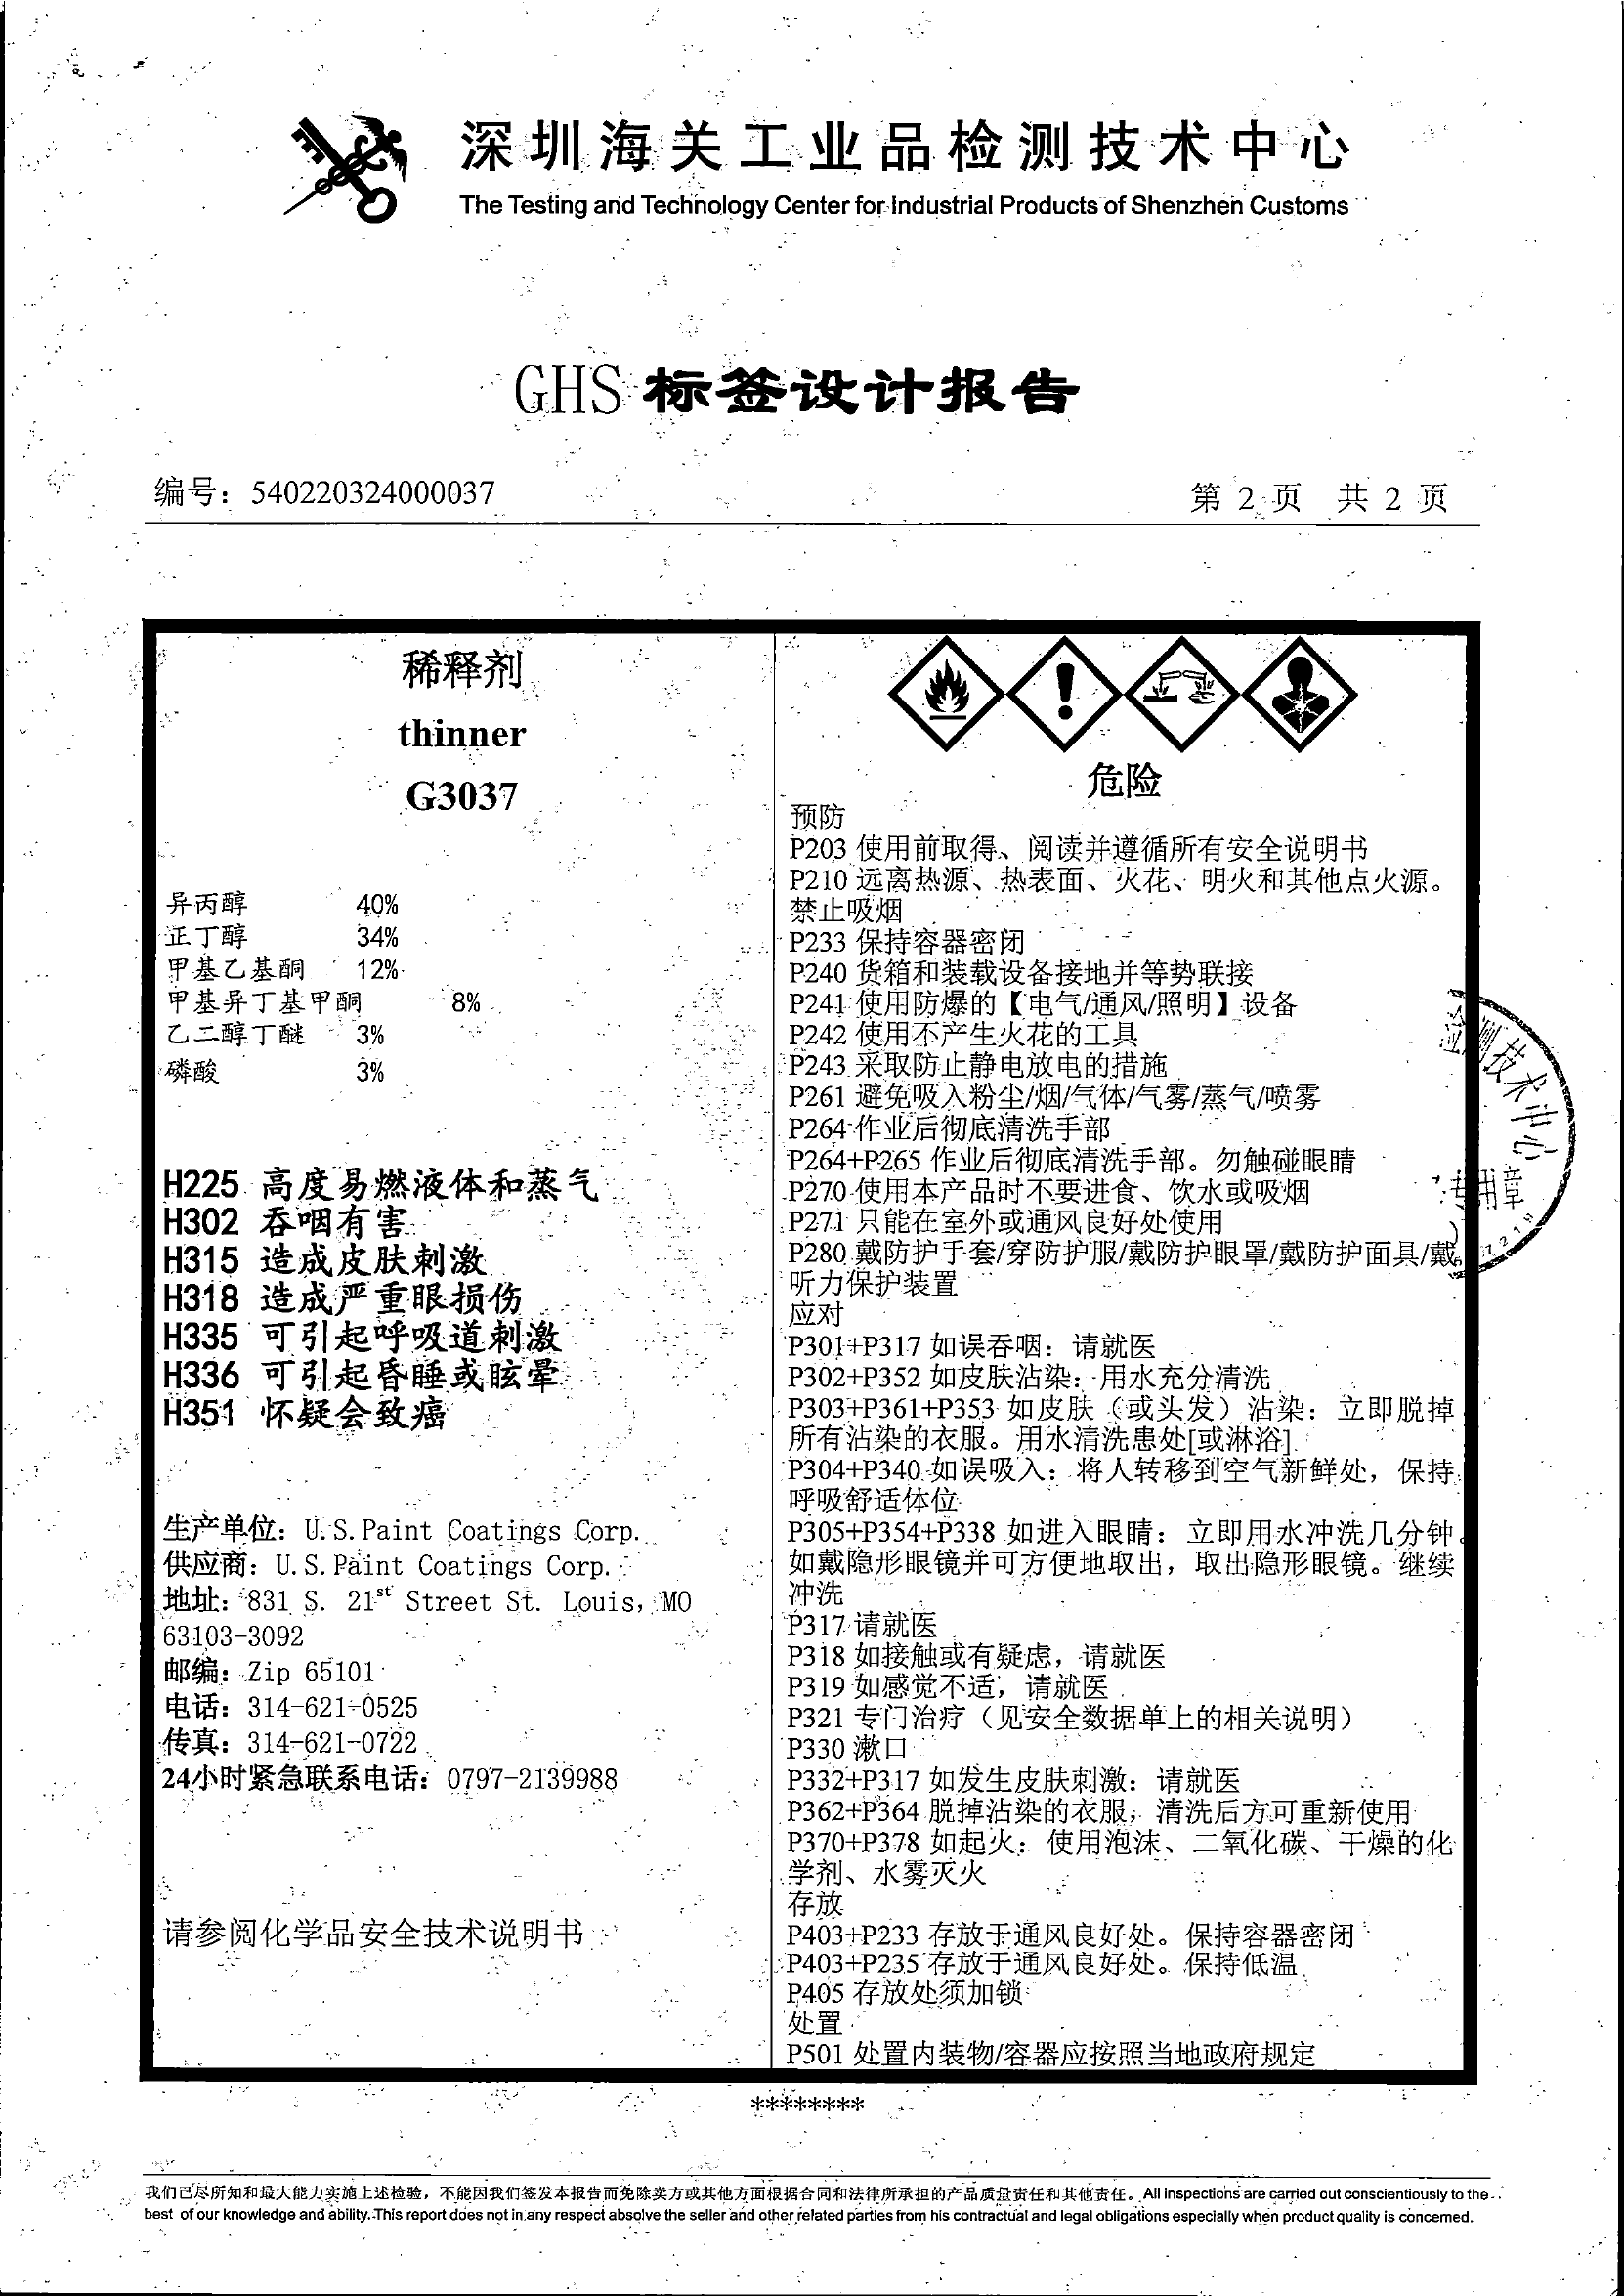 深圳海关工业品检测技术中心
The Testing and Technology Center for Industrial Products of Shenzhen Customs
GHS 标签设计报告
编号：540220324000037
第 2 页 共 2 页
稀释剂
thinner
G3037
异丙醇 40%
正丁醇 34%
甲基乙基酮 12%
甲基异丁基甲酮 8%
乙二醇丁醚 3%
磷酸 3%
H225 高度易燃液体和蒸气
H302 吞咽有害
H315 造成皮肤刺激
H318 造成严重眼损伤
H335 可引起呼吸道刺激
H336 可引起昏睡或眩晕
H351 怀疑会致癌
生产单位：U.S.Paint Coatings Corp.
供应商：U.S.Paint Coatings Corp.
地址：831 S. 21st Street St. Louis, MO
63103-3092
邮编：Zip 65101
电话：314-621-0525
传真：314-621-0722
24小时紧急联系电话：0797-2139988
请参阅化学品安全技术说明书
危险
预防
P203 使用前取得、阅读并遵循所有安全说明书
P210 远离热源、热表面、火花、明火和其他点火源。
禁止吸烟
P233 保持容器密闭
P240 货箱和装载设备接地并等势联接
P241 使用防爆的【电气/通风/照明】设备
P242 使用不产生火花的工具
P243 采取防止静电放电的措施
P261 避免吸入粉尘/烟/气体/气雾/蒸气/喷雾
P264 作业后彻底清洗手部
P264+P265 作业后彻底清洗手部。勿触碰眼睛
P270 使用本产品时不要进食、饮水或吸烟
P271 只能在室外或通风良好处使用
P280 戴防护手套/穿防护服/戴防护眼罩/戴防护面具/戴
听力保护装置
应对
P301+P317 如误吞咽：请就医
P302+P352 如皮肤沾染：用水充分清洗
P303+P361+P353 如皮肤（或头发）沾染：立即脱掉
所有沾染的衣服。用水清洗患处[或淋浴]
P304+P340 如误吸入：将人转移到空气新鲜处，保持
呼吸舒适体位
P305+P354+P338 如进入眼睛：立即用水冲洗几分钟。
如戴隐形眼镜并可方便地取出，取出隐形眼镜。继续
冲洗
P317 请就医
P318 如接触或有疑虑，请就医
P319 如感觉不适，请就医
P321 专门治疗（见安全数据单上的相关说明）
P330 漱口
P332+P317 如发生皮肤刺激：请就医
P362+P364 脱掉沾染的衣服，清洗后方可重新使用
P370+P378 如起火：使用泡沫、二氧化碳、干燥的化
学剂、水雾灭火
存放
P403+P233 存放于通风良好处。保持容器密闭
P403+P235 存放于通风良好处。保持低温
P405 存放处须加锁
处置
P501 处置内装物/容器应按照当地政府规定
检测技术中心
专用章
********
我们已尽所知和最大能力实施上述检验，不能因我们签发本报告而免除卖方或其他方面根据合同和法律所承担的产品质量责任和其他责任。All inspections are carried out conscientiously to the
best of our knowledge and ability. This report does not in any respect absolve the seller and other related parties from his contractual and legal obligations especially when product quality is concerned.